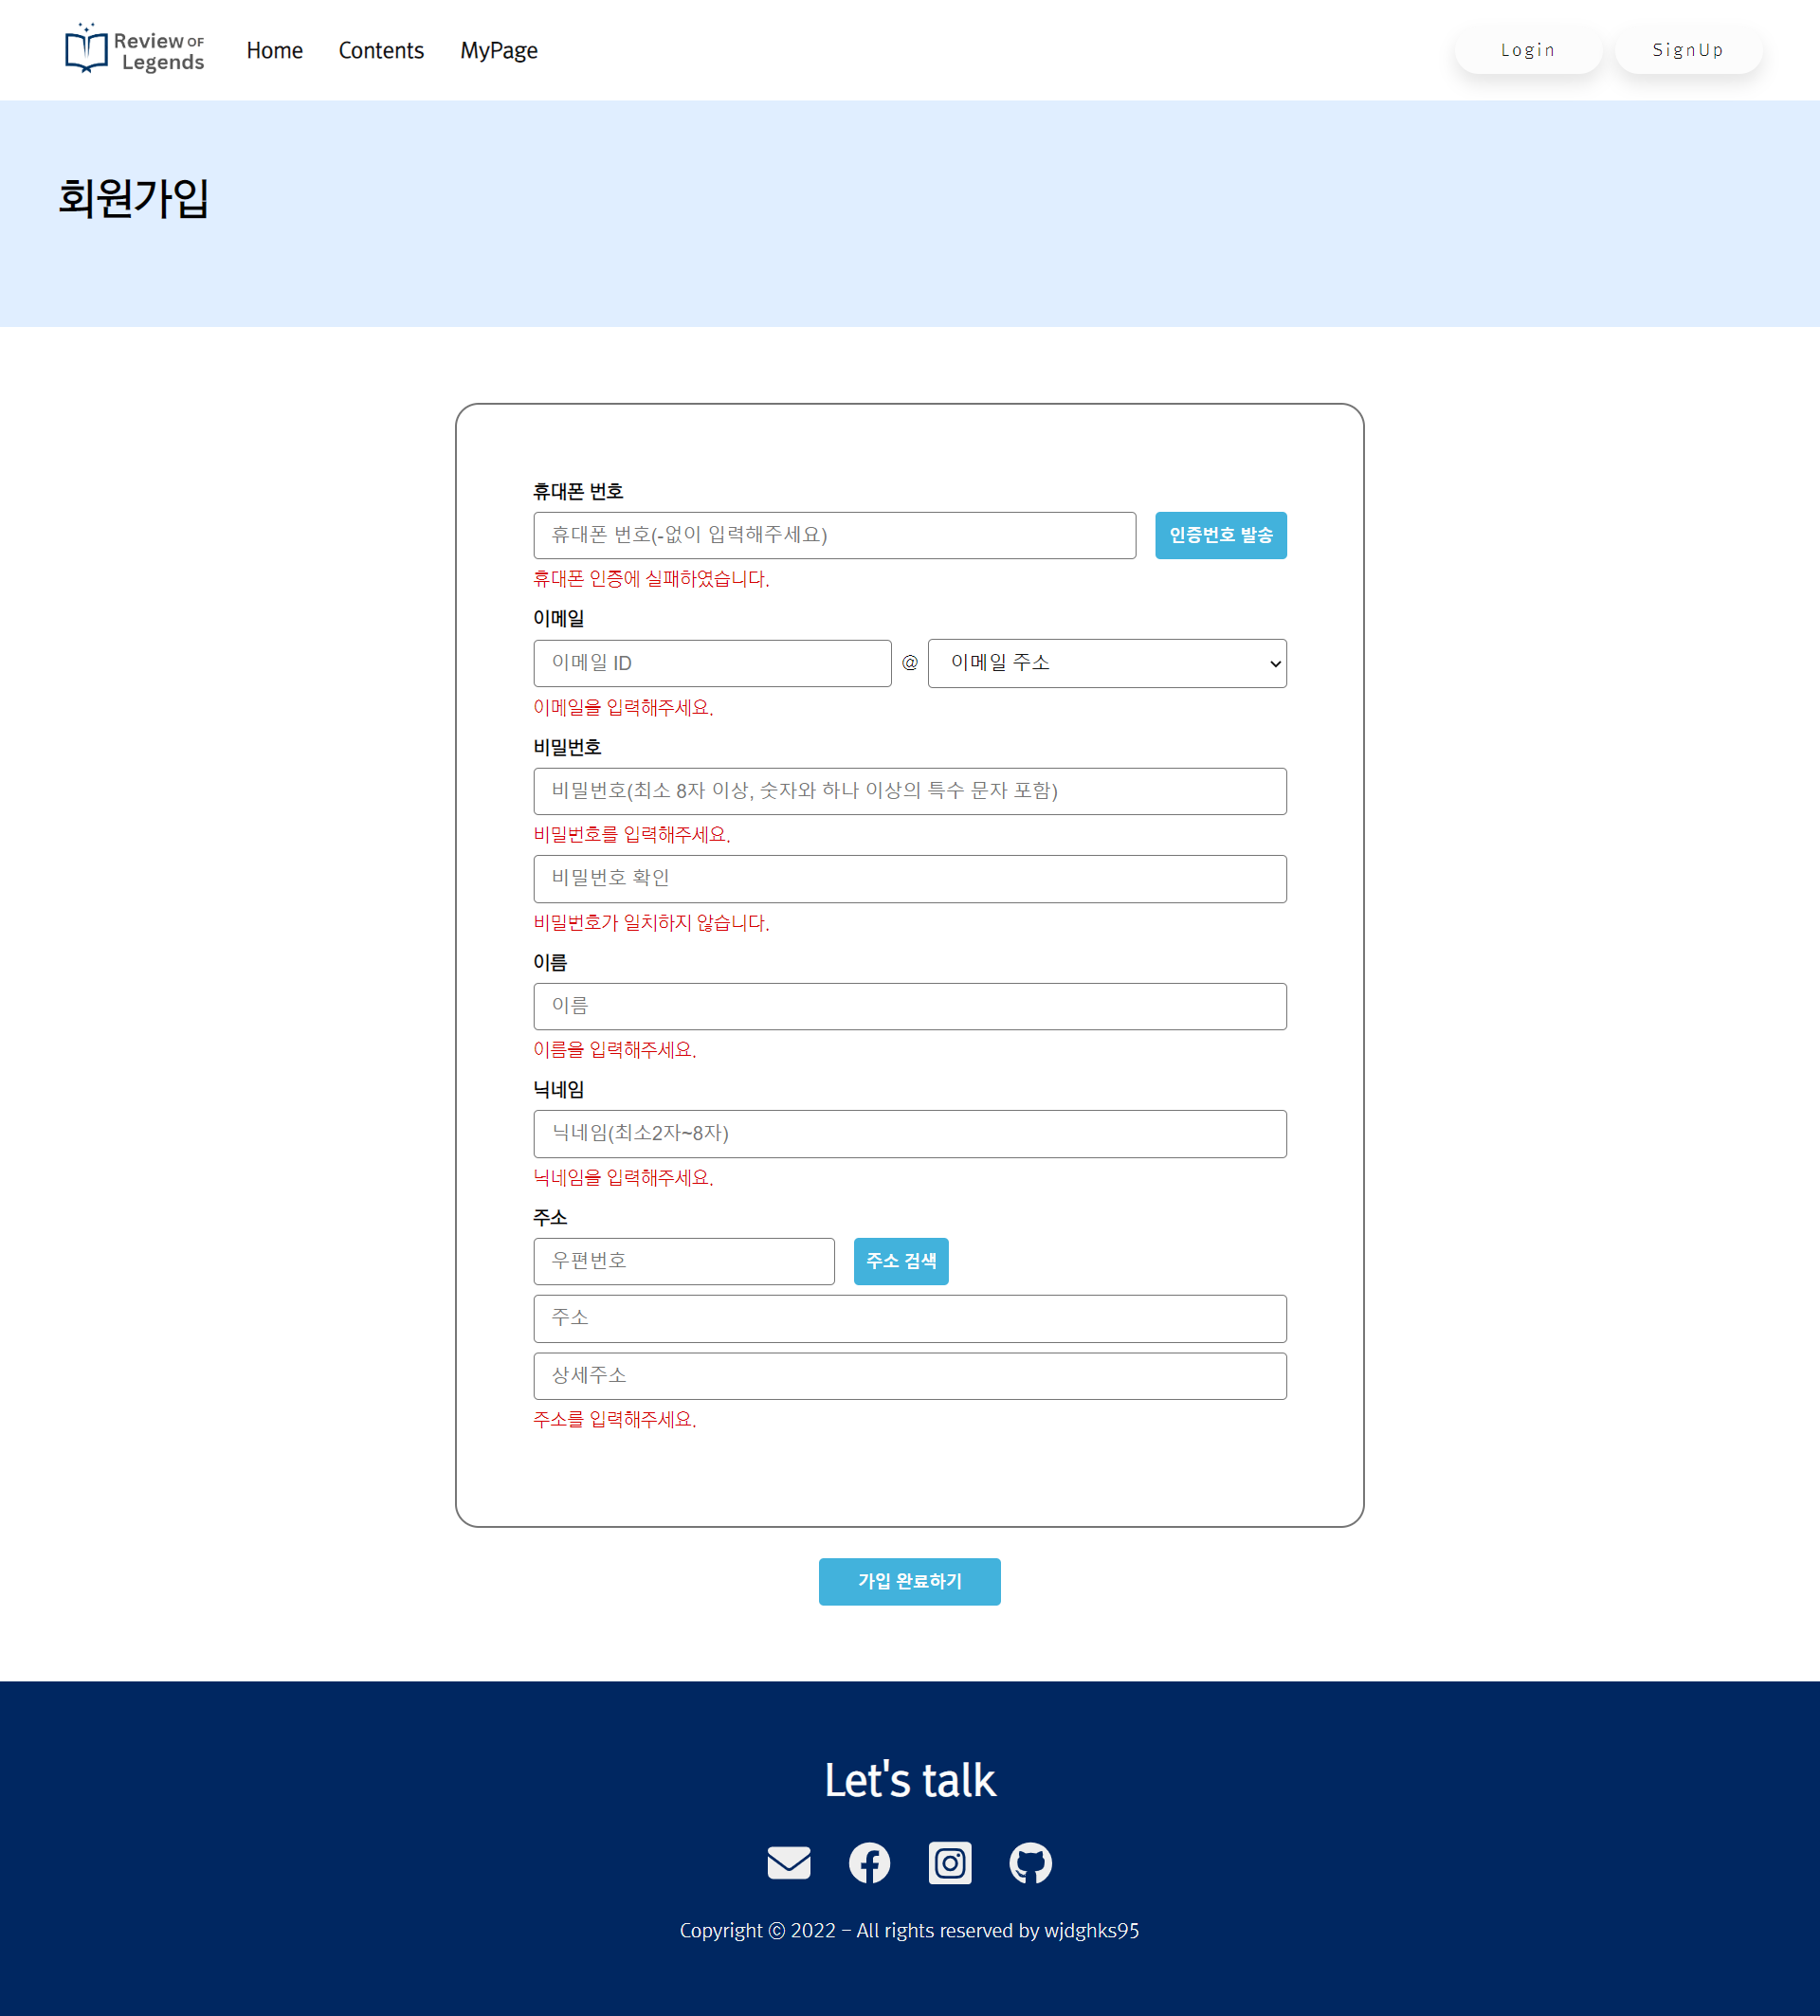 Review OF
Legends
Home
Contents
MyPage
Login
SignUp
회원가입
휴대폰 번호
휴대폰 번호(-없이 입력해주세요)
인증번호 발송
휴대폰 인증에 실패하였습니다.
이메일
이메일 ID
@
이메일 주소
이메일을 입력해주세요.
비밀번호
비밀번호(최소 8자 이상, 숫자와 하나 이상의 특수 문자 포함)
비밀번호를 입력해주세요.
비밀번호 확인
비밀번호가 일치하지 않습니다.
이름
이름
이름을 입력해주세요.
닉네임
닉네임(최소2자~8자)
닉네임을 입력해주세요.
주소
우편번호
주소 검색
주소
상세주소
주소를 입력해주세요.
가입 완료하기
Let's talk
Copyright ⓒ 2022 – All rights reserved by wjdghks95